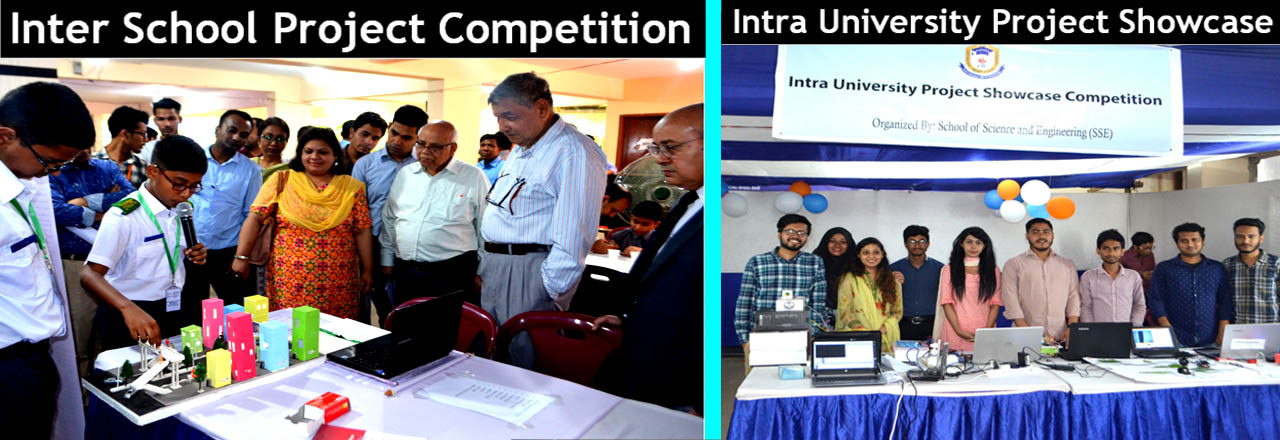 Inter School Project Competition
Intra University Project Showcase
Intra University Project Showcase Competition
Organized By: School of Science and Engineering (SSE)